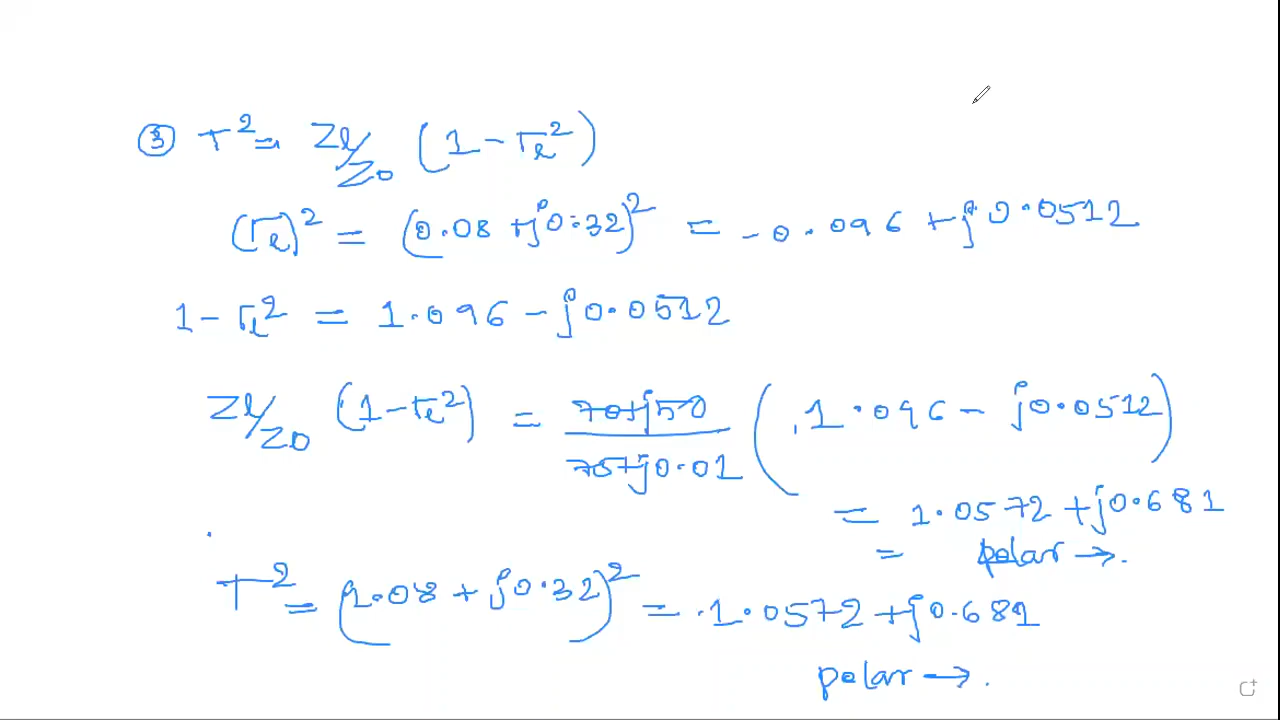 ③ T² = Zl/Z0 (1 - Γl²)
(Γl)² = (0.08 + j0.32)² = -0.096 + j0.0512
1 - Γl² = 1.096 - j0.0512
Zl/Z0 (1 - Γl²) = (70+j50)/(75+j0.01) (1.096 - j0.0512)
= 1.0572 + j0.681
= polar →.
T² = (1.08 + j0.32)² = 1.0572 + j0.681
polar →.